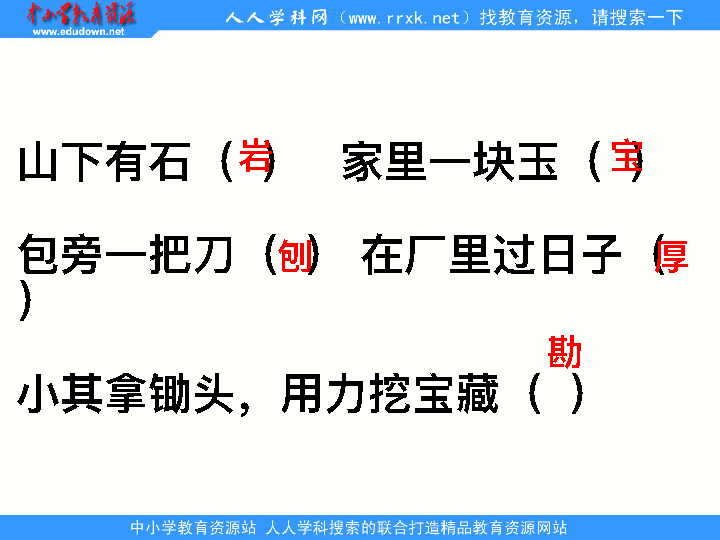 中小学教育资源
www.edudown.net
人人学科网（www.rrxk.net）找教育资源，请搜索一下
山下有石（岩） 家里一块玉（宝）
包旁一把刀（刨） 在厂里过日子（厚
）
勘
小其拿锄头，用力挖宝藏（ ）
中小学教育资源站 人人学科搜索的联合打造精品教育资源网站